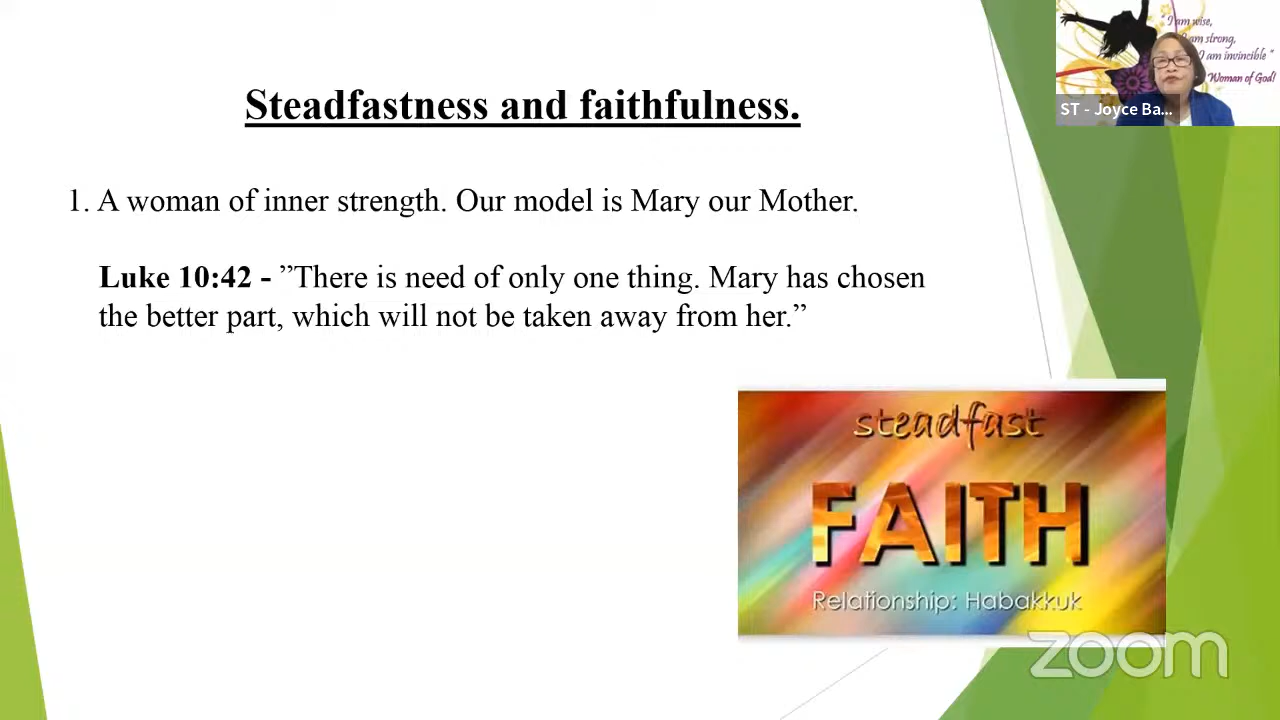 Steadfastness and faithfulness.
1. A woman of inner strength. Our model is Mary our Mother.
Luke 10:42 - ”There is need of only one thing. Mary has chosen
the better part, which will not be taken away from her.”
steadfast
FAITH
Relationship: Habakkuk
zoom
"I am wise,
I am strong,
I am invincible "
Woman of God!
ST - Joyce Ba...